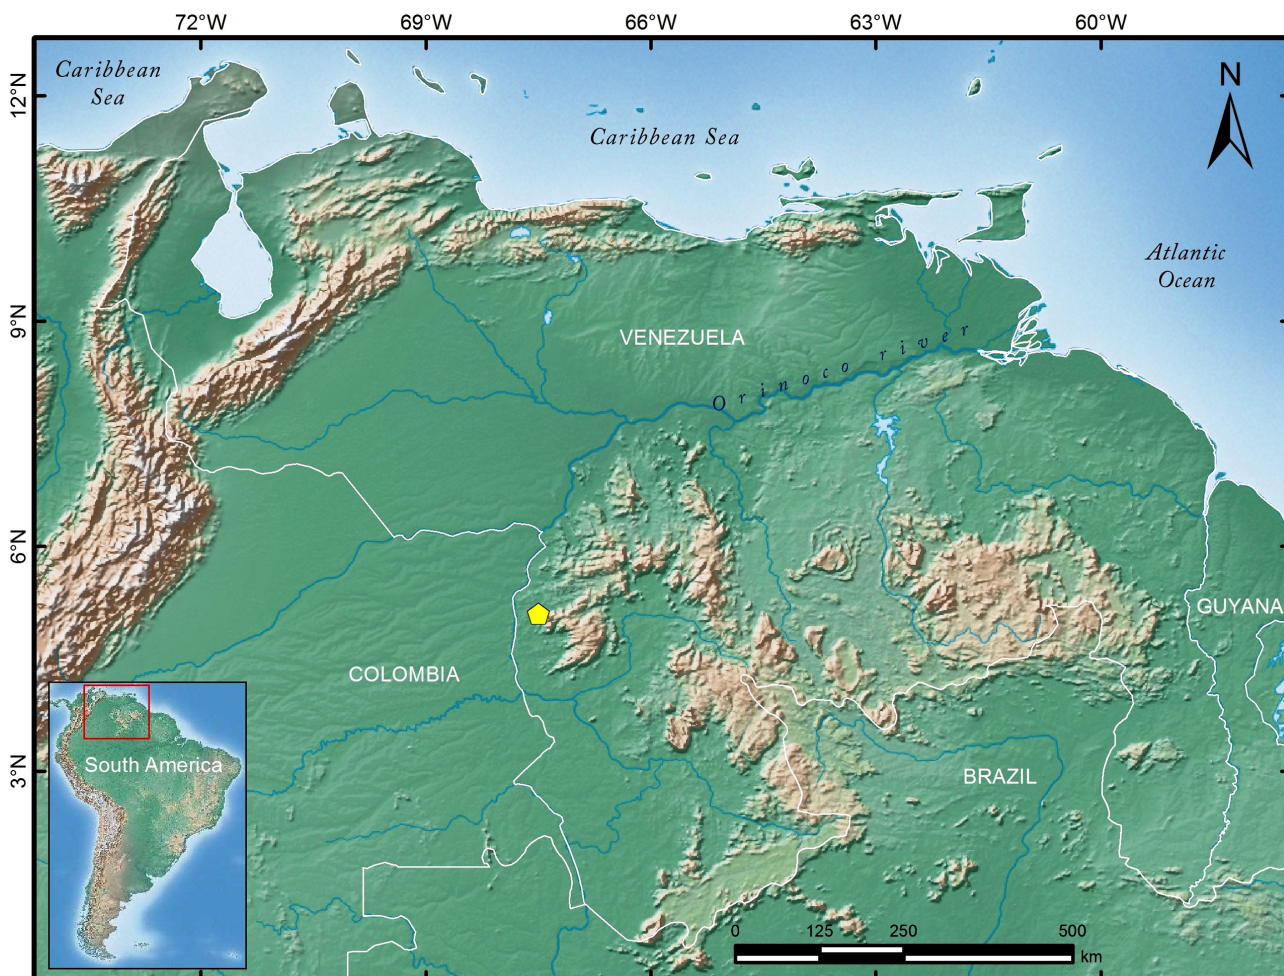 72°W 69°W 66°W 63°W 60°W
Caribbean
Sea
12°N
N
Caribbean Sea
Atlantic
Ocean
9°N
VENEZUELA
Orinoco river
6°N
GUYANA
COLOMBIA
South America
3°N
BRAZIL
0 125 250 500
km